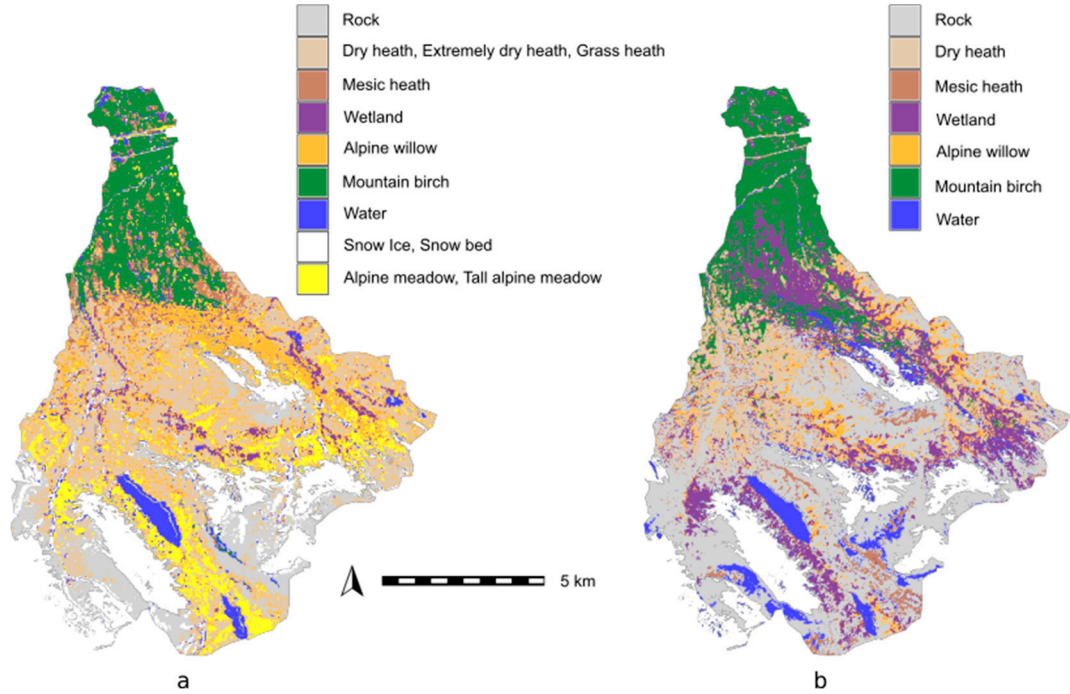 Rock
Dry heath, Extremely dry heath, Grass heath
Mesic heath
Wetland
Alpine willow
Mountain birch
Water
Snow Ice, Snow bed
Alpine meadow, Tall alpine meadow
Rock
Dry heath
Mesic heath
Wetland
Alpine willow
Mountain birch
Water
5 km
a
b